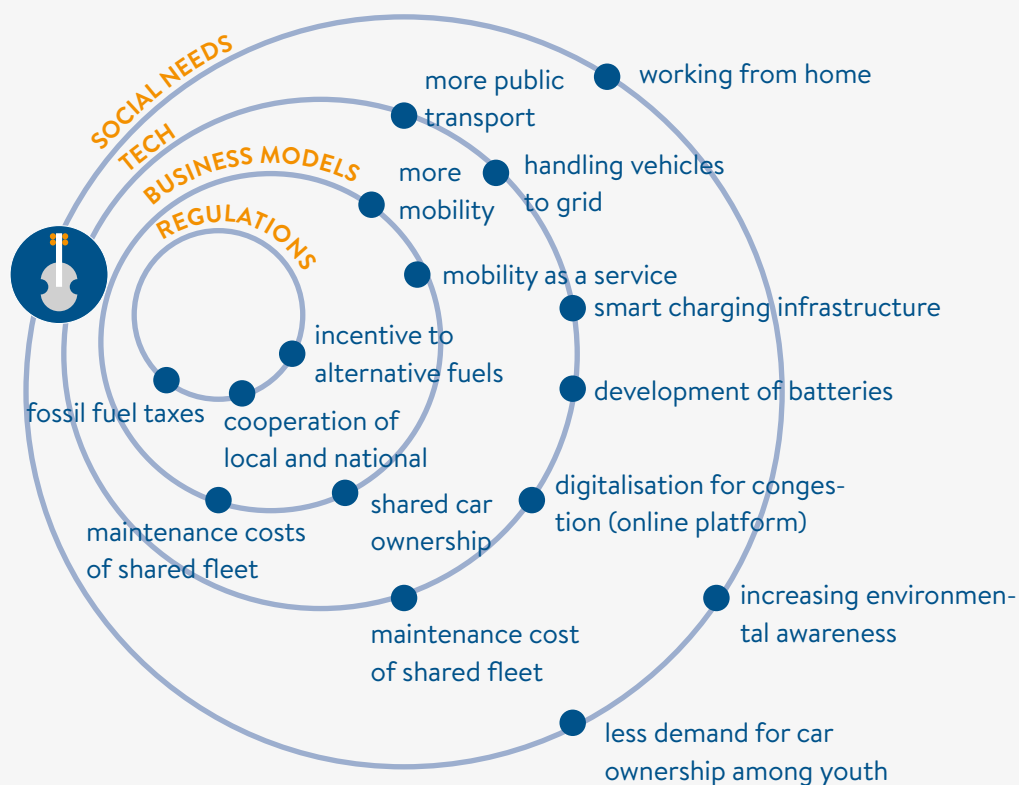 SOCIAL NEEDS
TECH
BUSINESS MODELS
REGULATIONS
working from home
more public
transport
handling vehicles
to grid
more
mobility
mobility as a service
smart charging infrastructure
incentive to
alternative fuels
development of batteries
fossil fuel taxes
cooperation of
local and national
digitalisation for conges-
tion (online platform)
shared car
ownership
maintenance costs
of shared fleet
increasing environmen-
tal awareness
maintenance cost
of shared fleet
less demand for car
ownership among youth